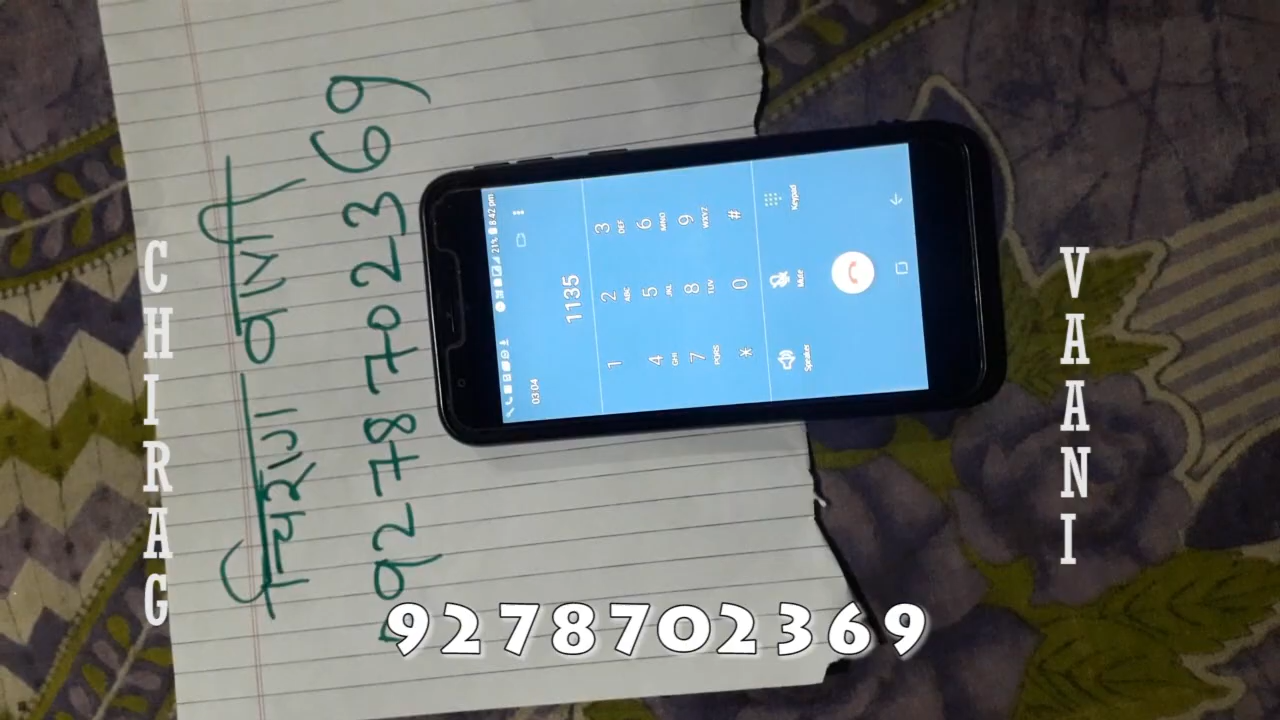 CHIRAG
VAANI
चिराग वाणी
9278702369
21% 8:42 pm
03:04
1135
1
2 ABC
3 DEF
4 GHI
5 JKL
6 MNO
7 PQRS
8 TUV
9 WXYZ
*
0
#
Speaker
Mute
Keypad
9278702369